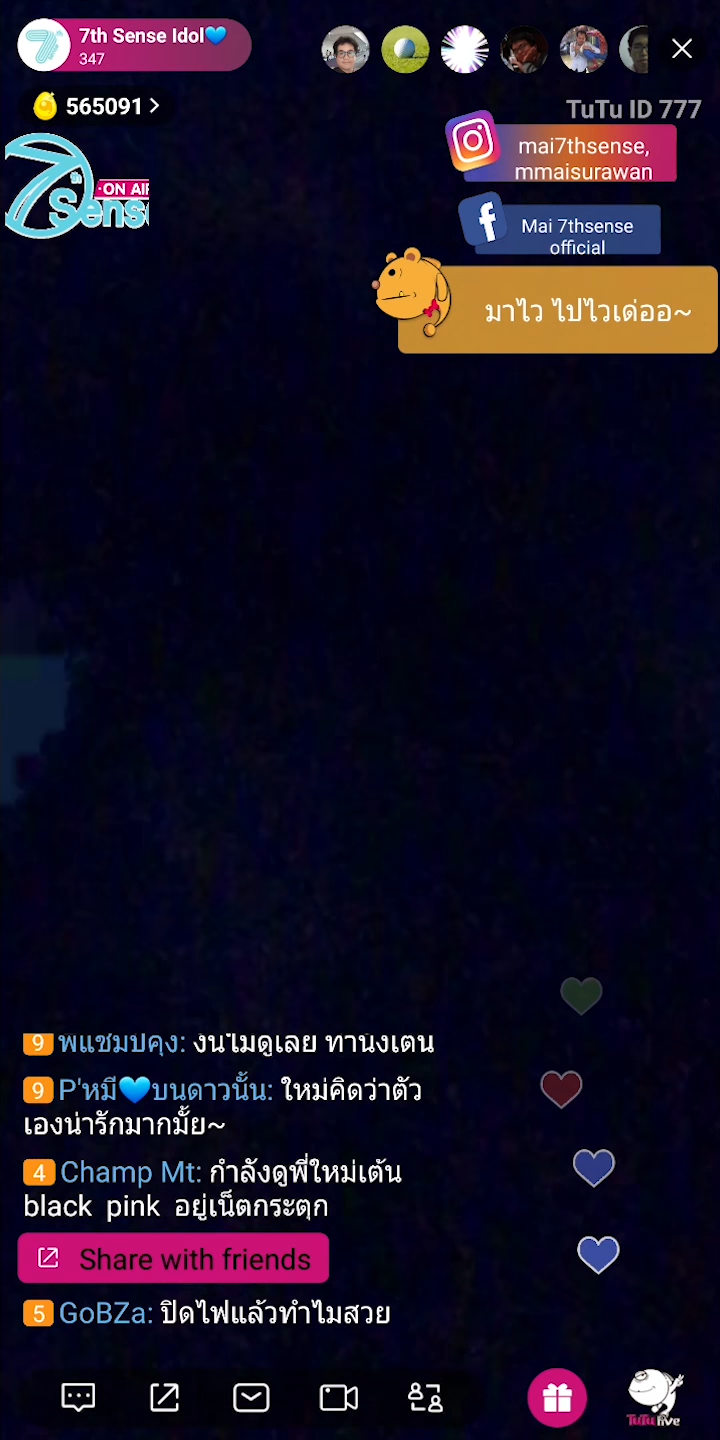 7th Sense Idol💙
347
565091
TuTu ID 777
ON AIR
7th Sense
mai7thsense,
mmaisurawan
Mai 7thsense
official
มาไว ไปไวเด่ออ~
9 P'หมี💙บนดาวนั้น: ใหม่คิดว่าตัว
เองน่ารักมากมั้ย~
4 Champ Mt: กำลังดูพี่ใหม่เต้น
black pink อยู่เน็ตกระตุก
Share with friends
5 GoBZa: ปิดไฟแล้วทำไมสวย
TuTu live